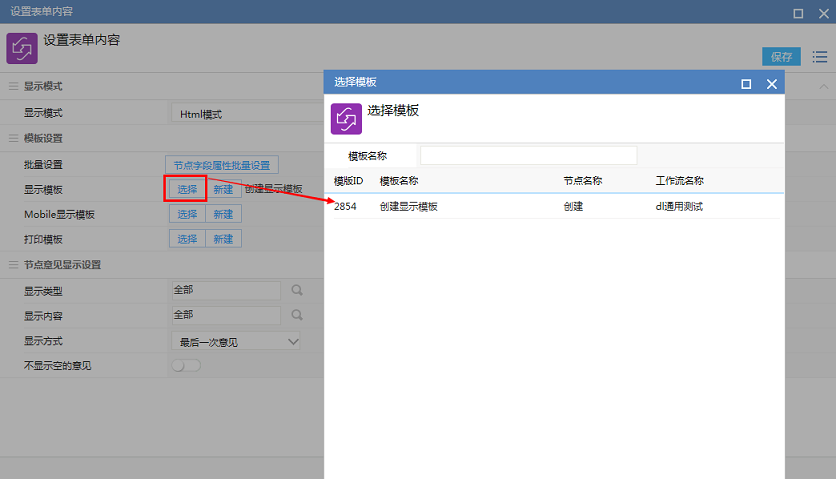 设置表单内容
设置表单内容
保存
显示模式
显示模式 Html模式
模板设置
批量设置 节点字段属性批量设置
显示模板 选择 新建 创建显示模板
Mobile显示模板 选择 新建
打印模板 选择 新建
节点意见显示设置
显示类型 全部
显示内容 全部
显示方式 最后一次意见
不显示空的意见
选择模板
选择模板
模板名称
模版ID 模板名称 节点名称 工作流名称
2854 创建显示模板 创建 dl通用测试